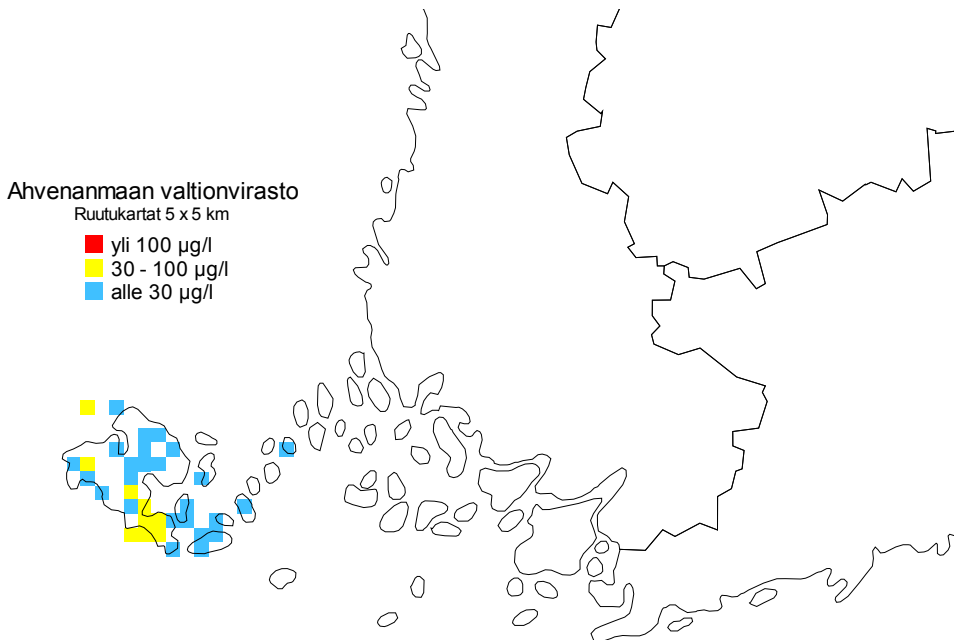 Ahvenanmaan valtionvirasto
Ruutukartat 5 x 5 km
yli 100 µg/l
30 - 100 µg/l
alle 30 µg/l